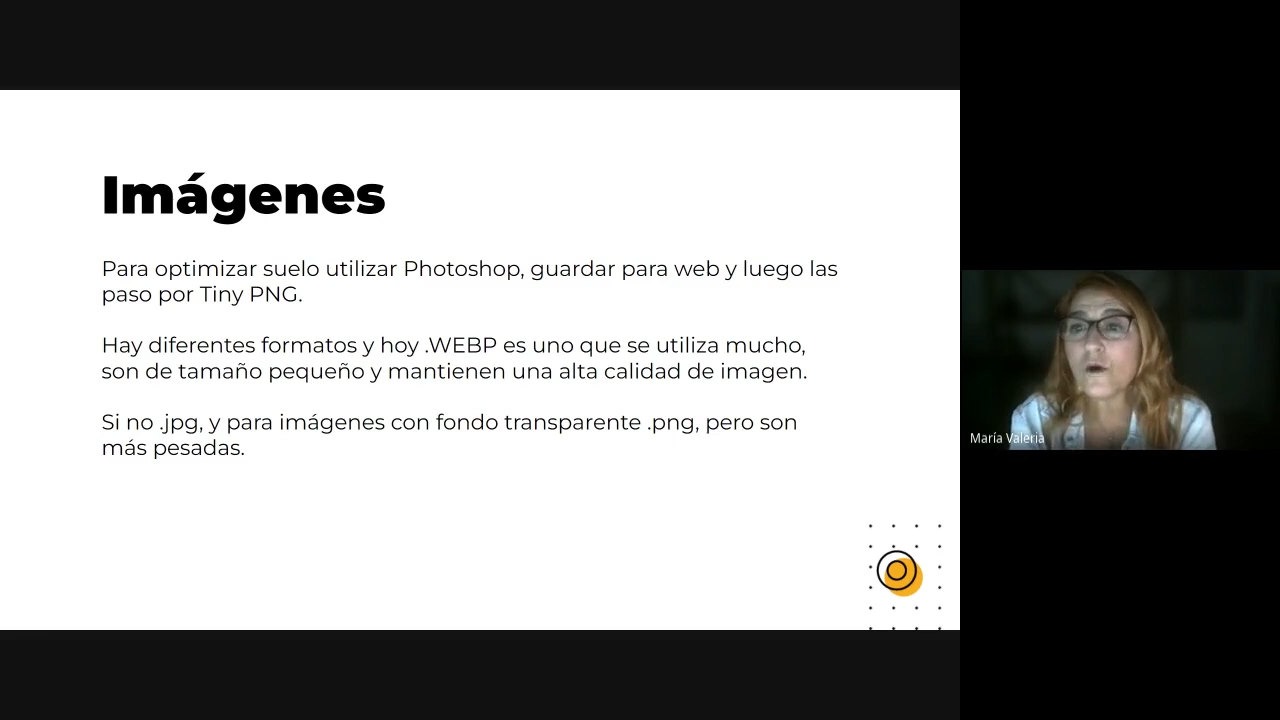 Imágenes
Para optimizar suelo utilizar Photoshop, guardar para web y luego las
paso por Tiny PNG.
Hay diferentes formatos y hoy .WEBP es uno que se utiliza mucho,
son de tamaño pequeño y mantienen una alta calidad de imagen.
Si no .jpg, y para imágenes con fondo transparente .png, pero son
más pesadas.
María Valeria